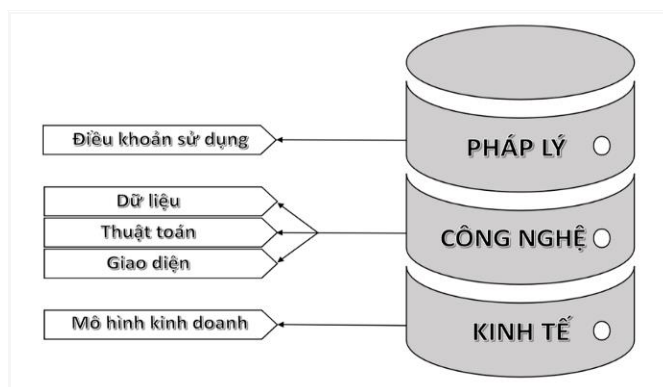 Điều khoản sử dụng
PHÁP LÝ
Dữ liệu
Thuật toán
CÔNG NGHỆ
Giao diện
Mô hình kinh doanh
KINH TẾ